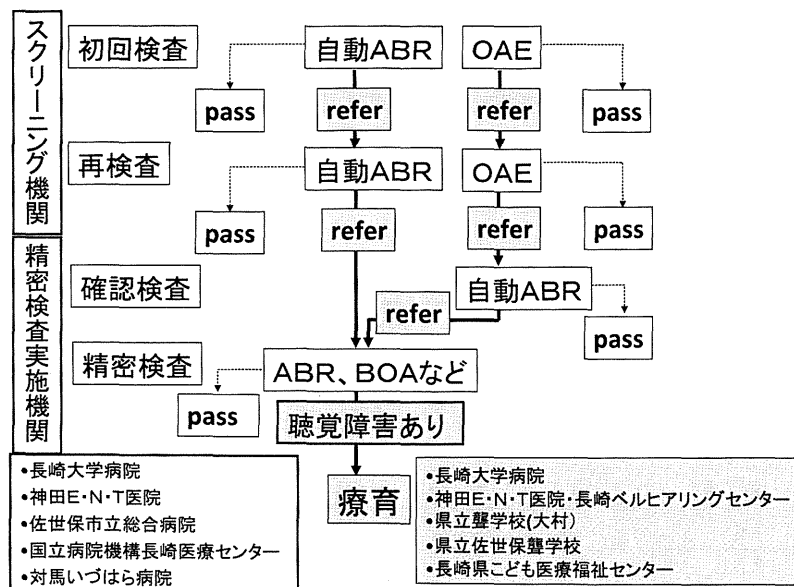 スクリーニング機関
初回検査
自動ABR
OAE
pass
refer
refer
pass
再検査
自動ABR
OAE
pass
refer
refer
pass
精密検査実施機関
確認検査
自動ABR
refer
pass
精密検査
ABR、BOAなど
pass
聴覚障害あり
療育
•長崎大学病院
•神田E・N・T医院
•佐世保市立総合病院
•国立病院機構長崎医療センター
•対馬いづはら病院
•長崎大学病院
•神田E・N・T医院・長崎ベルヒアリングセンター
•県立聾学校(大村)
•県立佐世保聾学校
•長崎県こども医療福祉センター